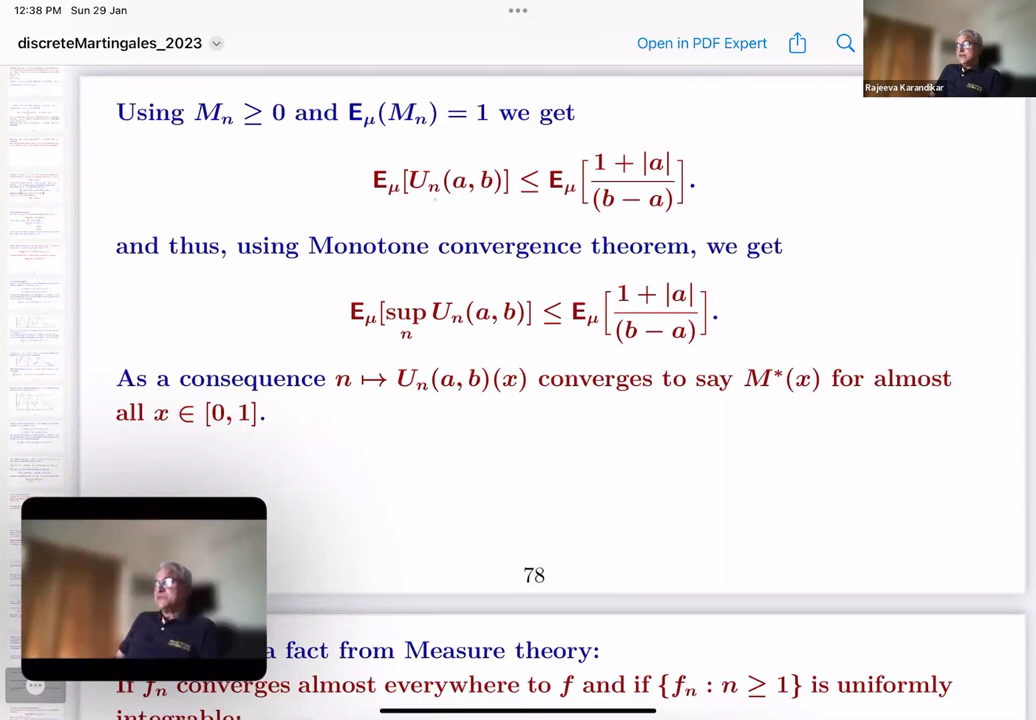 12:38 PM Sun 29 Jan
discreteMartingales_2023
Open in PDF Expert
Rajeeva Karandikar
Using Mₙ ≥ 0 and E_μ(Mₙ) = 1 we get
E_μ[Uₙ(a, b)] ≤ E_μ[(1 + |a|)/(b − a)].
and thus, using Monotone convergence theorem, we get
E_μ[sup_n Uₙ(a, b)] ≤ E_μ[(1 + |a|)/(b − a)].
As a consequence n ↦ Uₙ(a, b)(x) converges to say M*(x) for almost
all x ∈ [0, 1].
78
a fact from Measure theory:
If fₙ converges almost everywhere to f and if {fₙ : n ≥ 1} is uniformly
integrable: